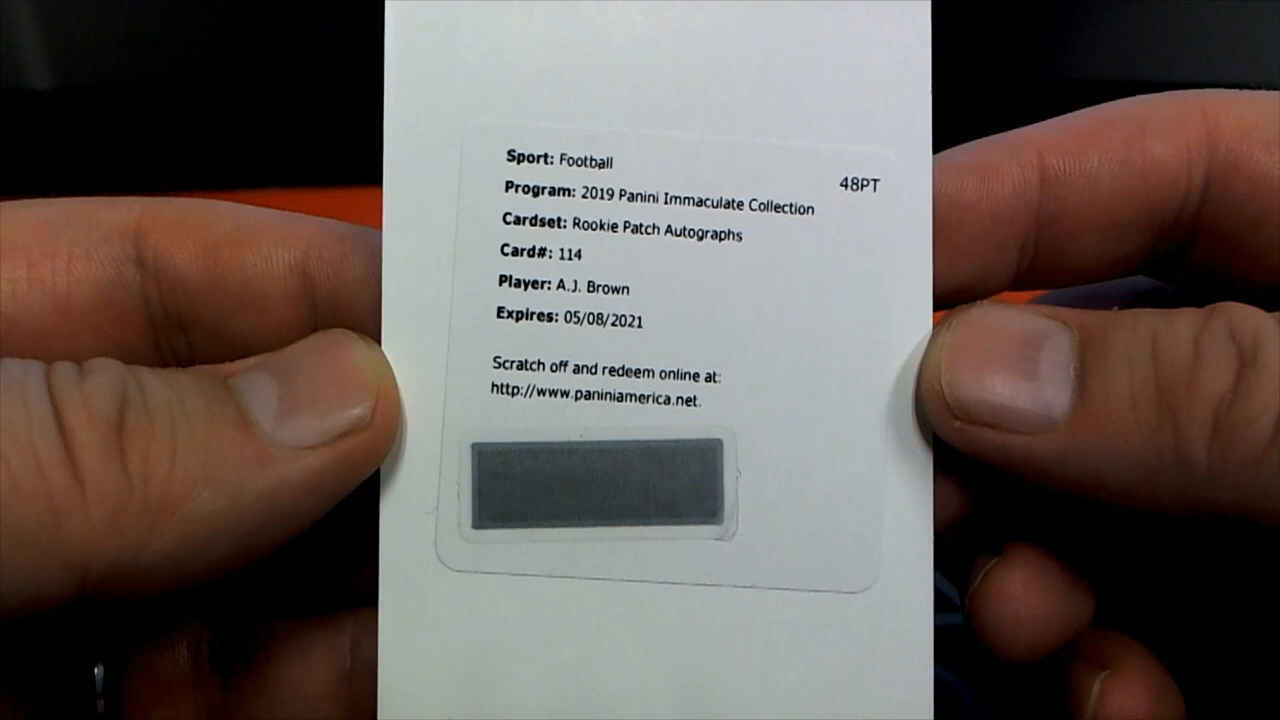 Sport: Football
48PT
Program: 2019 Panini Immaculate Collection
Cardset: Rookie Patch Autographs
Card#: 114
Player: A.J. Brown
Expires: 05/08/2021
Scratch off and redeem online at:
http://www.paniniamerica.net.